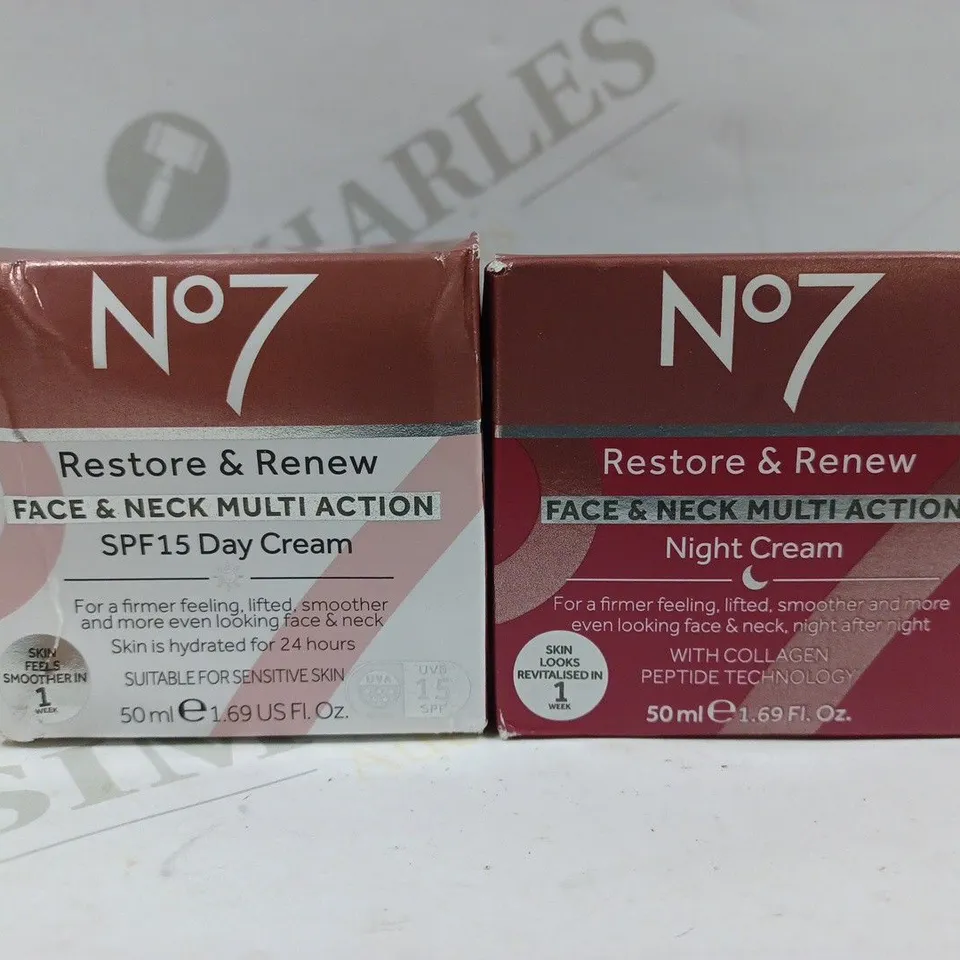 No7
Restore & Renew
FACE & NECK MULTI ACTION
SPF15 Day Cream
For a firmer feeling, lifted, smoother
and more even looking face & neck
Skin is hydrated for 24 hours
SUITABLE FOR SENSITIVE SKIN
SKIN
FEELS
SMOOTHER IN
1
WEEK
UVA
UVB
15
SPF
50 ml e 1.69 US Fl. Oz.
No7
Restore & Renew
FACE & NECK MULTI ACTION
Night Cream
For a firmer feeling, lifted, smoother and more
even looking face & neck, night after night
WITH COLLAGEN
PEPTIDE TECHNOLOGY
SKIN
LOOKS
REVITALISED IN
1
WEEK
50 ml e 1.69 Fl. Oz.
CHARLES